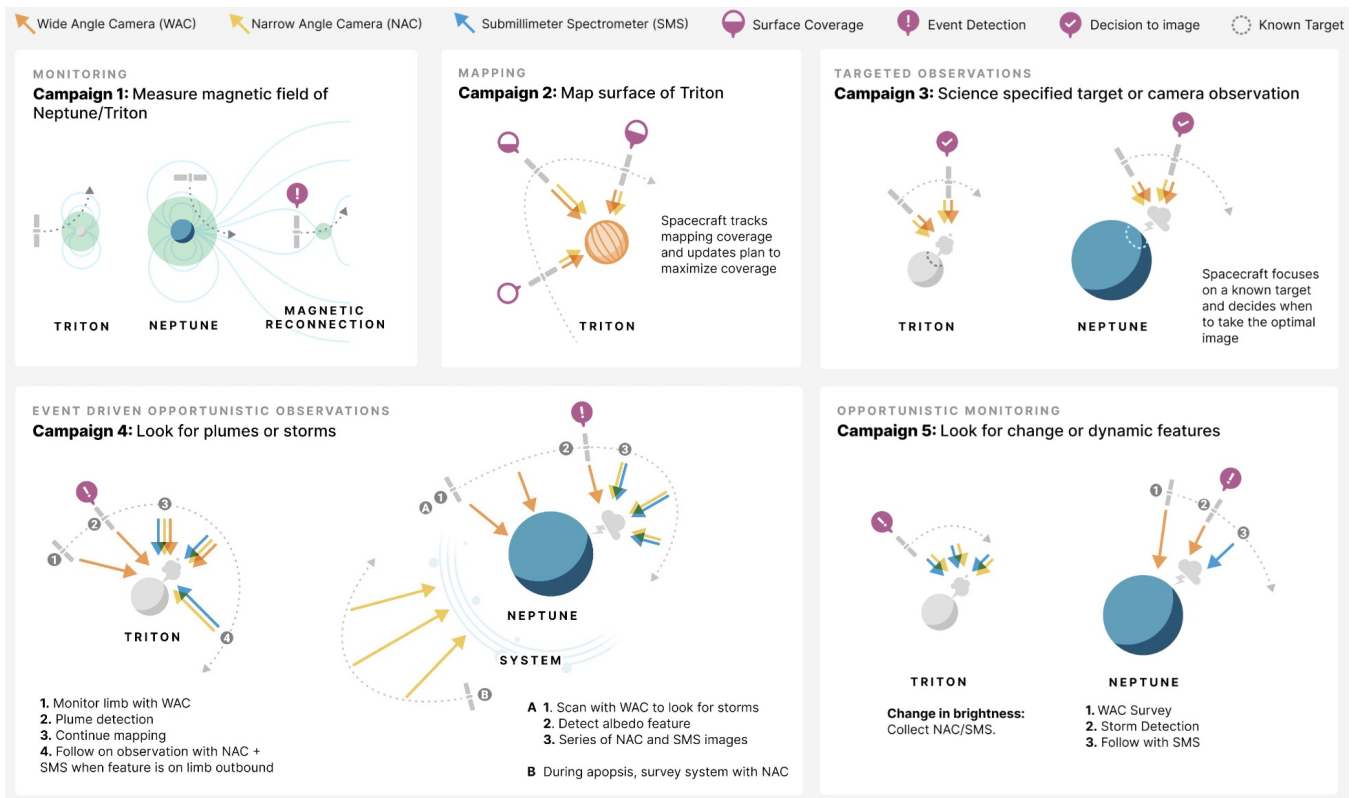 Wide Angle Camera (WAC)
Narrow Angle Camera (NAC)
Submillimeter Spectrometer (SMS)
Surface Coverage
Event Detection
Decision to image
Known Target
MONITORING
Campaign 1: Measure magnetic field of
Neptune/Triton
!
TRITON
NEPTUNE
MAGNETIC
RECONNECTION
MAPPING
Campaign 2: Map surface of Triton
Spacecraft tracks
mapping coverage
and updates plan to
maximize coverage
TRITON
TARGETED OBSERVATIONS
Campaign 3: Science specified target or camera observation
TRITON
NEPTUNE
Spacecraft focuses
on a known target
and decides when
to take the optimal
image
EVENT DRIVEN OPPORTUNISTIC OBSERVATIONS
Campaign 4: Look for plumes or storms
!
1
2
3
4
TRITON
1. Monitor limb with WAC
2. Plume detection
3. Continue mapping
4. Follow on observation with NAC +
SMS when feature is on limb outbound
!
A
1
2
3
NEPTUNE
SYSTEM
B
A 1. Scan with WAC to look for storms
2. Detect albedo feature
3. Series of NAC and SMS images
B During apopsis, survey system with NAC
OPPORTUNISTIC MONITORING
Campaign 5: Look for change or dynamic features
!
TRITON
Change in brightness:
Collect NAC/SMS.
!
1
2
3
NEPTUNE
1. WAC Survey
2. Storm Detection
3. Follow with SMS